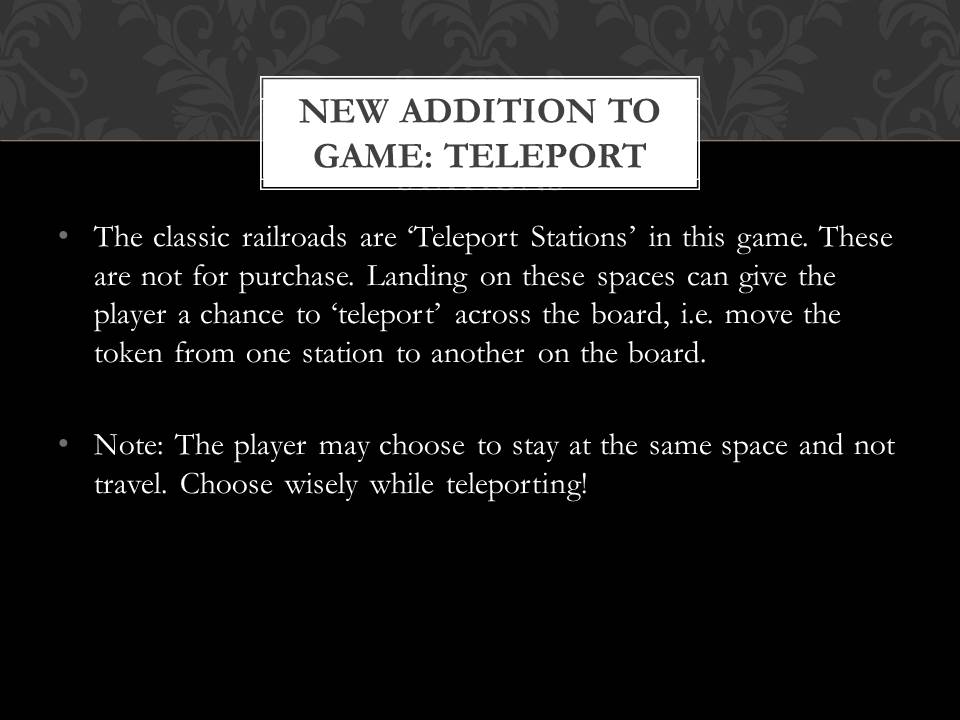 NEW ADDITION TO
GAME: TELEPORT
• The classic railroads are ‘Teleport Stations’ in this game. These
are not for purchase. Landing on these spaces can give the
player a chance to ‘teleport’ across the board, i.e. move the
token from one station to another on the board.
• Note: The player may choose to stay at the same space and not
travel. Choose wisely while teleporting!